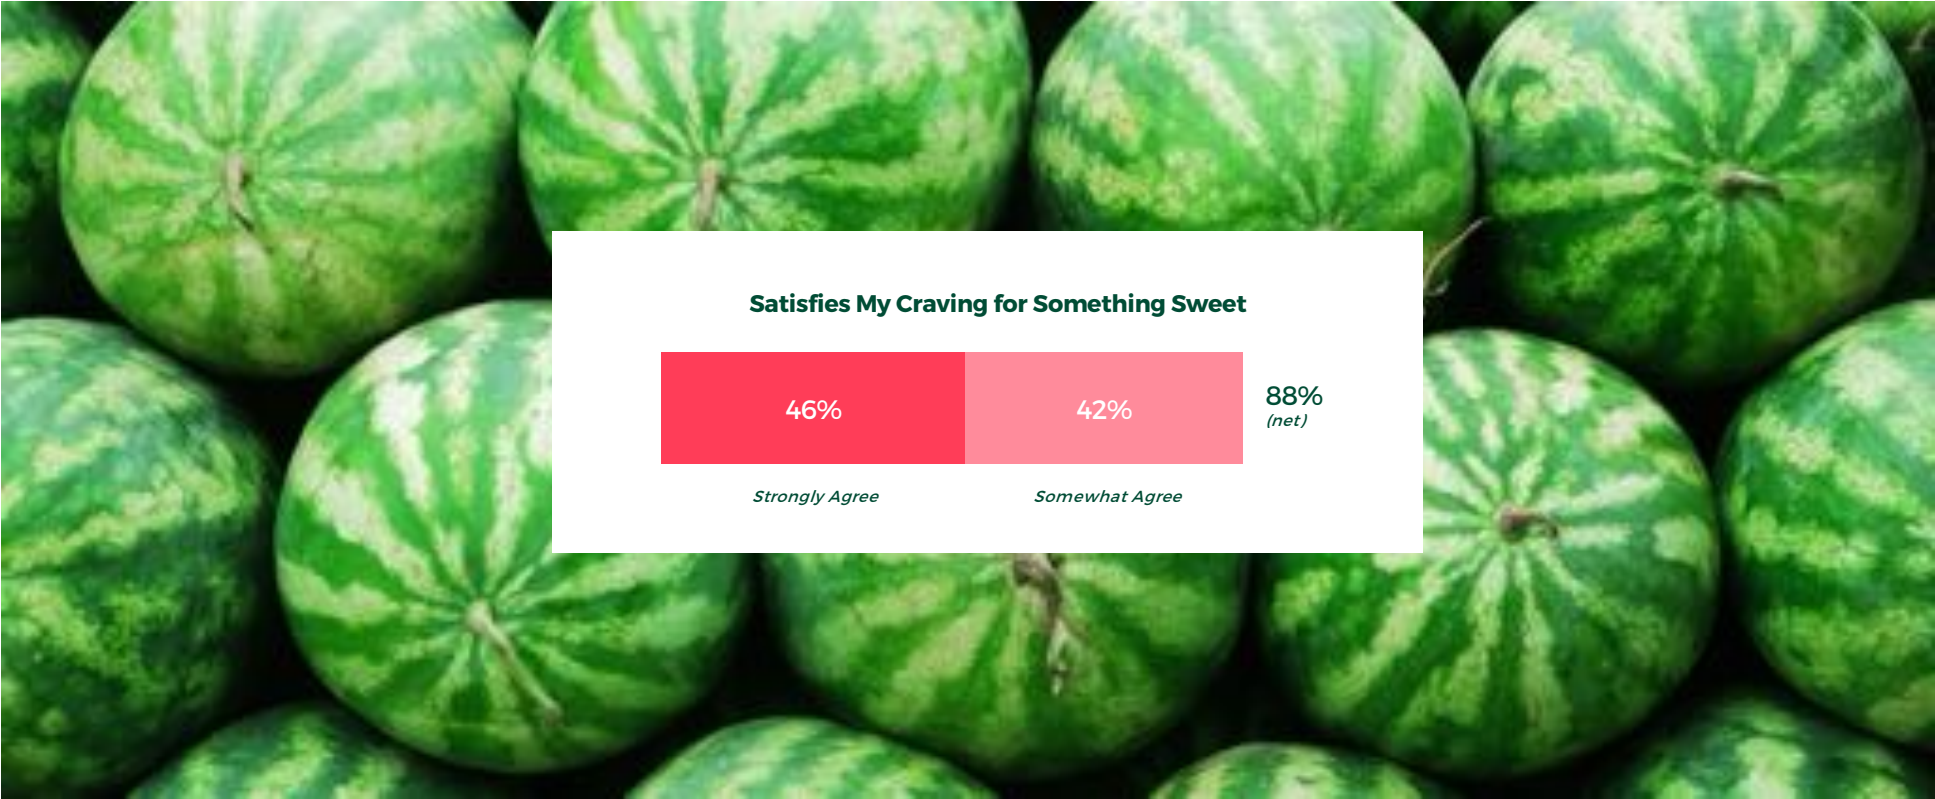 Satisfies My Craving for Something Sweet
46%
42%
88%
(net)
Strongly Agree
Somewhat Agree